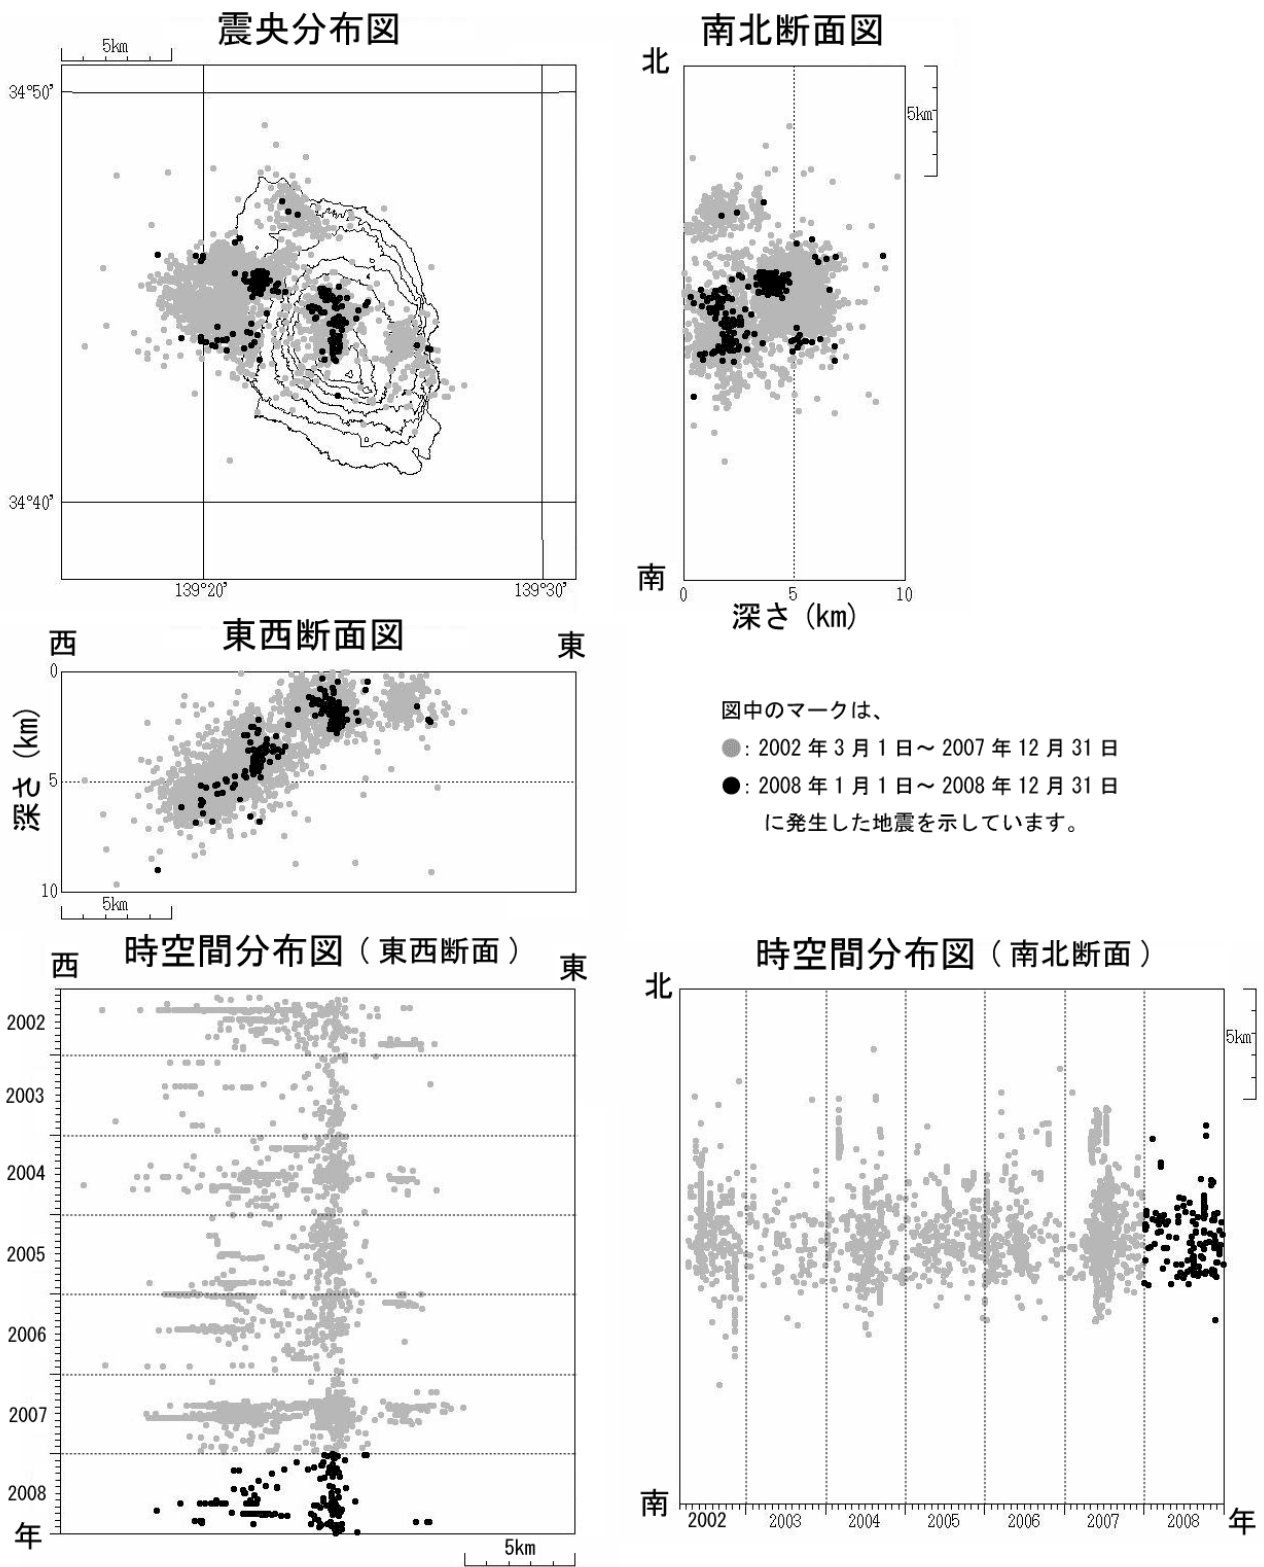 震央分布図
5km
34°50'
34°40'
139°20'
139°30'
南北断面図
北
5km
南
0
5
10
深さ (km)
東西断面図
西
東
0
5
10
深さ (km)
5km
図中のマークは、
●: 2002 年 3 月 1 日～ 2007 年 12 月 31 日
●: 2008 年 1 月 1 日～ 2008 年 12 月 31 日
に発生した地震を示しています。
時空間分布図 ( 東西断面 )
西
東
2002
2003
2004
2005
2006
2007
2008
年
5km
時空間分布図 ( 南北断面 )
北
5km
南
2002
2003
2004
2005
2006
2007
2008
年